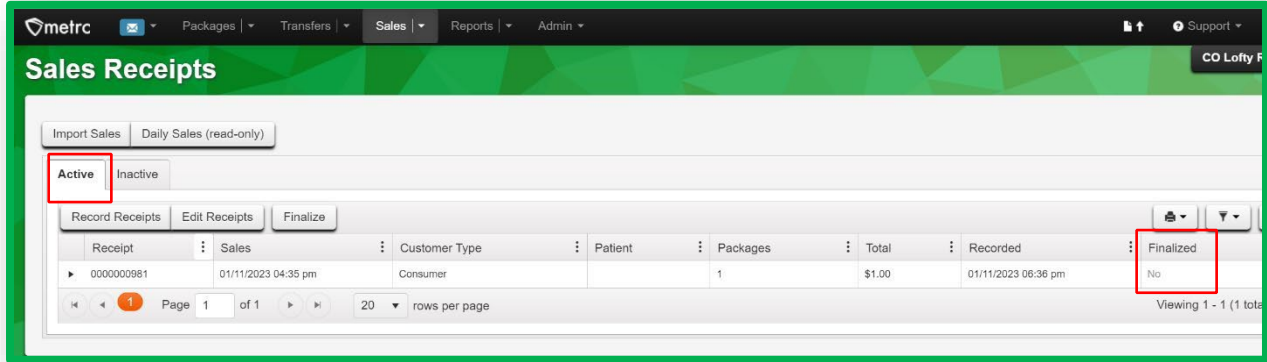 metrc Packages | Transfers | Sales | Reports | Admin Support
Sales Receipts CO Lofty R
Import Sales Daily Sales (read-only)
Active Inactive
Record Receipts Edit Receipts Finalize
Receipt Sales Customer Type Patient Packages Total Recorded Finalized
0000000981 01/11/2023 04:35 pm Consumer 1 $1.00 01/11/2023 06:36 pm No
1 Page 1 of 1 20 rows per page Viewing 1 - 1 (1 tota